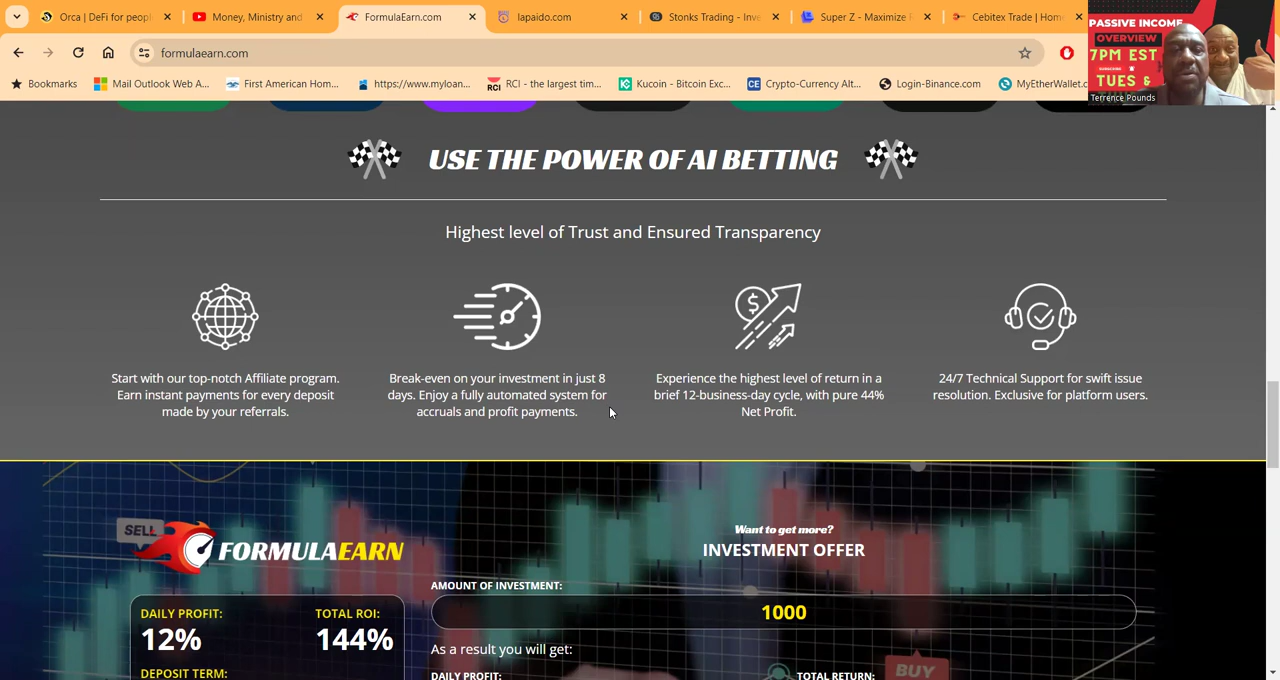 Orca | DeFi for peopl
Money, Ministry and
FormulaEarn.com
lapaido.com
Stonks Trading - Inve
Super Z - Maximize
Cebitex Trade | Hom
formulaearn.com
Bookmarks
Mail Outlook Web A...
First American Hom...
https://www.myloan...
RCI - the largest tim...
Kucoin - Bitcoin Exc...
Crypto-Currency Alt...
Login-Binance.com
MyEtherWallet.c
PASSIVE INCOME
OVERVIEW
7PM EST
TUES &
Terrence Pounds
USE THE POWER OF AI BETTING
Highest level of Trust and Ensured Transparency
Start with our top-notch Affiliate program.
Earn instant payments for every deposit
made by your referrals.
Break-even on your investment in just 8
days. Enjoy a fully automated system for
accruals and profit payments.
Experience the highest level of return in a
brief 12-business-day cycle, with pure 44%
Net Profit.
24/7 Technical Support for swift issue
resolution. Exclusive for platform users.
SELL
FORMULAEARN
DAILY PROFIT:
12%
TOTAL ROI:
144%
DEPOSIT TERM:
Want to get more?
INVESTMENT OFFER
AMOUNT OF INVESTMENT:
1000
As a result you will get:
DAILY PROFIT:
TOTAL RETURN:
BUY